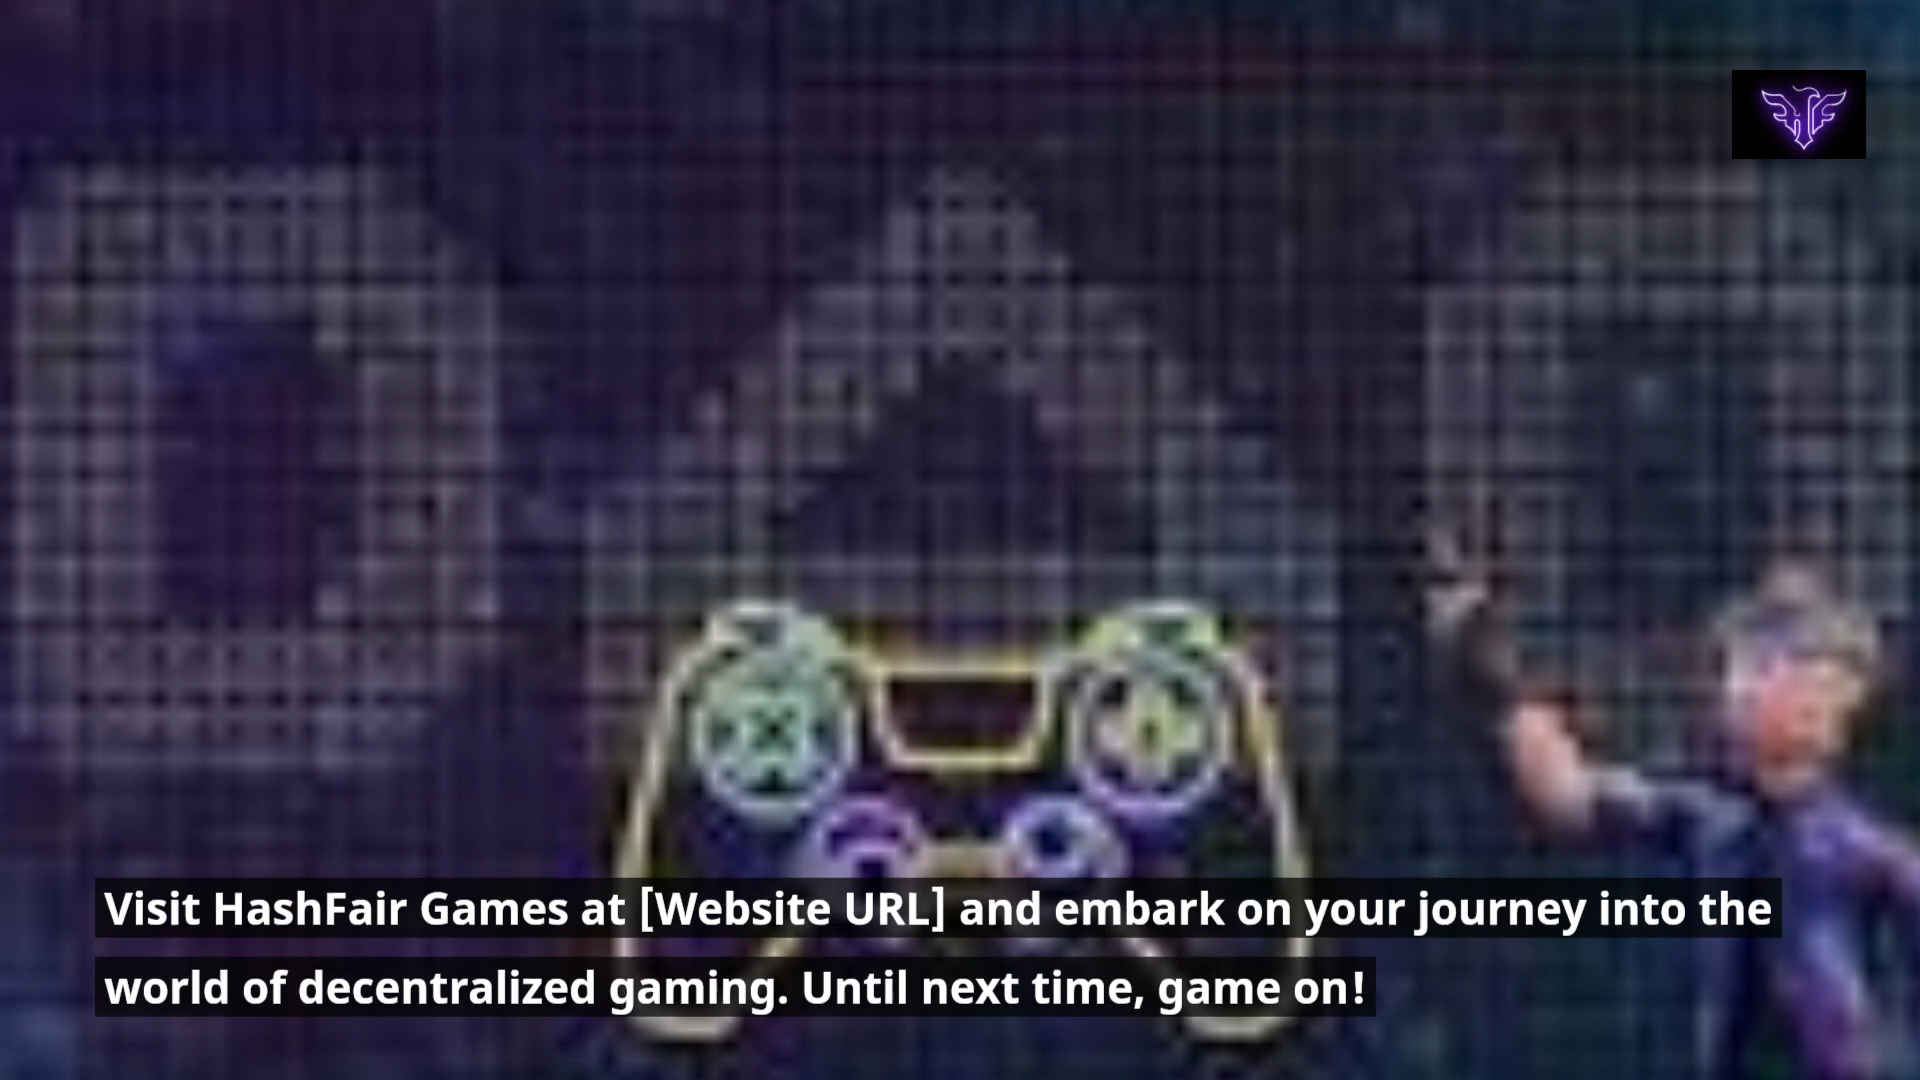 Visit HashFair Games at [Website URL] and embark on your journey into the
world of decentralized gaming. Until next time, game on!